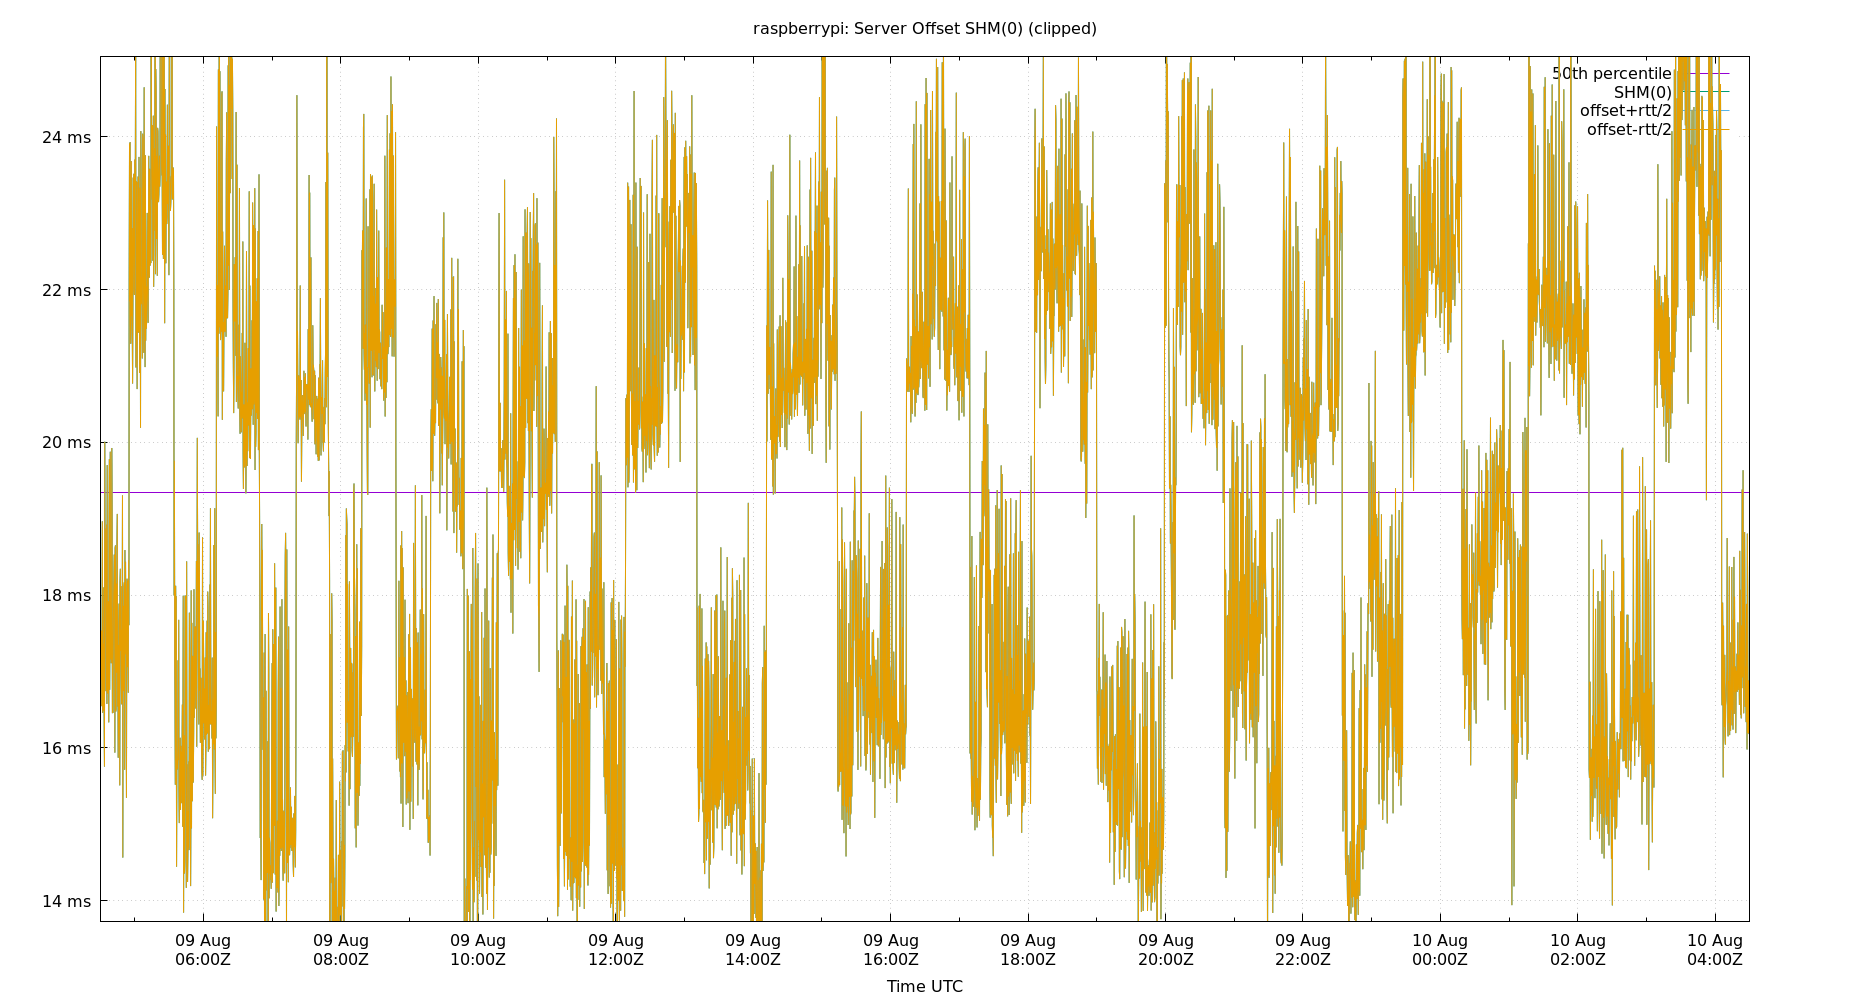 raspberrypi: Server Offset SHM(0) (clipped)
50th percentile
SHM(0)
offset+rtt/2
offset-rtt/2
24 ms
22 ms
20 ms
18 ms
16 ms
14 ms
09 Aug 09 Aug 09 Aug 09 Aug 09 Aug 09 Aug 09 Aug 09 Aug 09 Aug 10 Aug 10 Aug 10 Aug
06:00Z 08:00Z 10:00Z 12:00Z 14:00Z 16:00Z 18:00Z 20:00Z 22:00Z 00:00Z 02:00Z 04:00Z
Time UTC